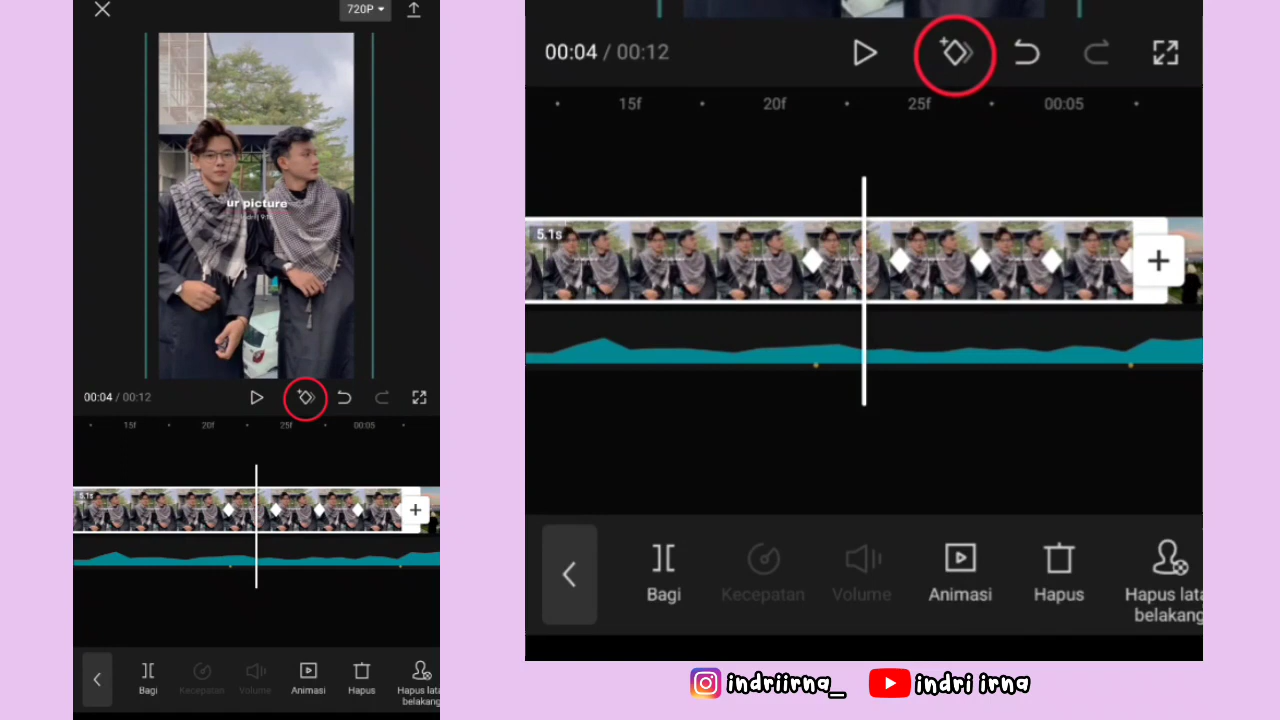 720P
ur picture
00:04 / 00:12
15f 20f 25f 00:05
5.1s
Bagi Kecepatan Volume Animasi Hapus Hapus lata
belakang
00:04 / 00:12
15f 20f 25f 00:05
5.1s
Bagi Kecepatan Volume Animasi Hapus Hapus lata
belakang
indriirna_ indri irna